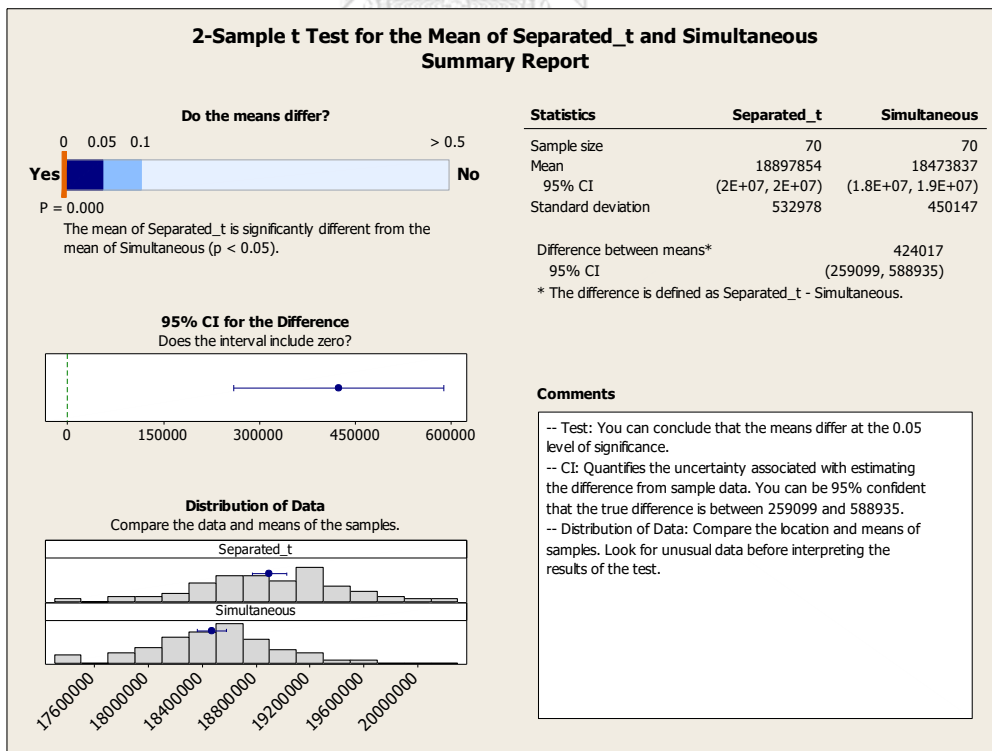 2-Sample t Test for the Mean of Separated_t and Simultaneous
Summary Report
Do the means differ?
0 0.05 0.1 > 0.5
Yes No
P = 0.000
The mean of Separated_t is significantly different from the
mean of Simultaneous (p < 0.05).
Statistics Separated_t Simultaneous
Sample size 70 70
Mean 18897854 18473837
95% CI (2E+07, 2E+07) (1.8E+07, 1.9E+07)
Standard deviation 532978 450147
Difference between means* 424017
95% CI (259099, 588935)
* The difference is defined as Separated_t - Simultaneous.
95% CI for the Difference
Does the interval include zero?
0 150000 300000 450000 600000
Distribution of Data
Compare the data and means of the samples.
Separated_t
Simultaneous
17600000 18000000 18400000 18800000 19200000 19600000 20000000
Comments
-- Test: You can conclude that the means differ at the 0.05
level of significance.
-- CI: Quantifies the uncertainty associated with estimating
the difference from sample data. You can be 95% confident
that the true difference is between 259099 and 588935.
-- Distribution of Data: Compare the location and means of
samples. Look for unusual data before interpreting the
results of the test.